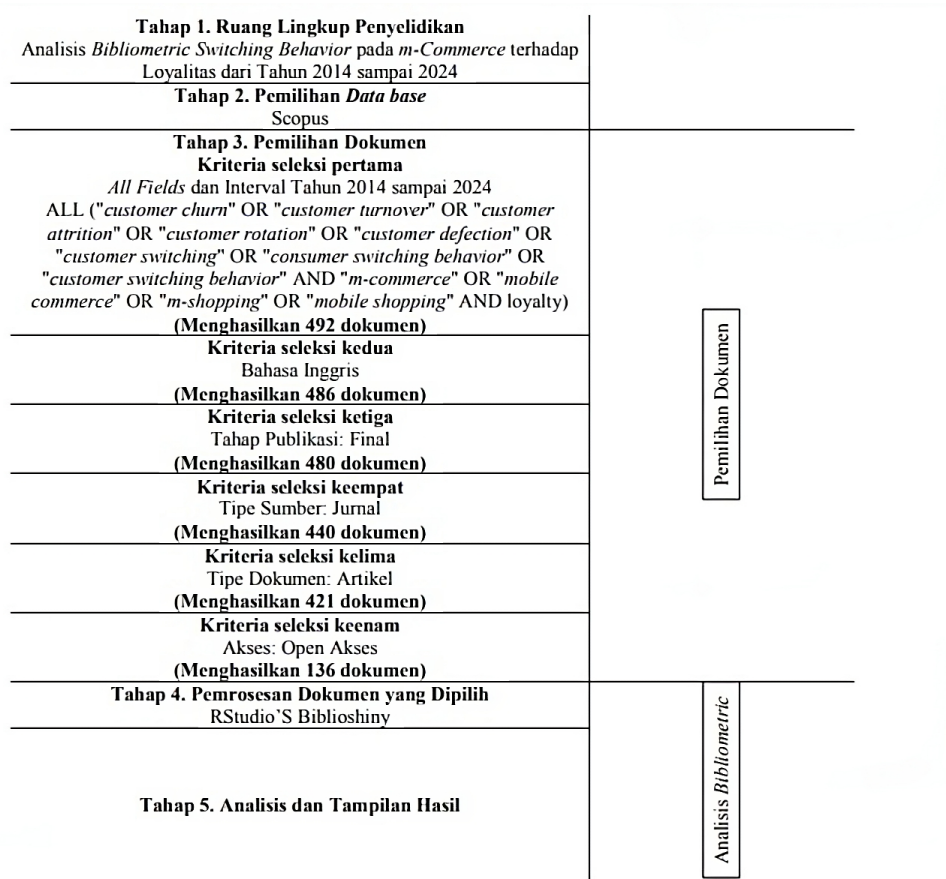 Tahap 1. Ruang Lingkup Penyelidikan
Analisis Bibliometric Switching Behavior pada m-Commerce terhadap
Loyalitas dari Tahun 2014 sampai 2024
Tahap 2. Pemilihan Data base
Scopus
Tahap 3. Pemilihan Dokumen
Kriteria seleksi pertama
All Fields dan Interval Tahun 2014 sampai 2024
ALL ("customer churn" OR "customer turnover" OR "customer
attrition" OR "customer rotation" OR "customer defection" OR
"customer switching" OR "consumer switching behavior" OR
"customer switching behavior" AND "m-commerce" OR "mobile
commerce" OR "m-shopping" OR "mobile shopping" AND loyalty)
(Menghasilkan 492 dokumen)
Kriteria seleksi kedua
Bahasa Inggris
(Menghasilkan 486 dokumen)
Kriteria seleksi ketiga
Tahap Publikasi: Final
(Menghasilkan 480 dokumen)
Kriteria seleksi keempat
Tipe Sumber: Jurnal
(Menghasilkan 440 dokumen)
Kriteria seleksi kelima
Tipe Dokumen: Artikel
(Menghasilkan 421 dokumen)
Kriteria seleksi keenam
Akses: Open Akses
(Menghasilkan 136 dokumen)
Pemilihan Dokumen
Tahap 4. Pemrosesan Dokumen yang Dipilih
RStudio'S Biblioshiny
Tahap 5. Analisis dan Tampilan Hasil
Analisis Bibliometric